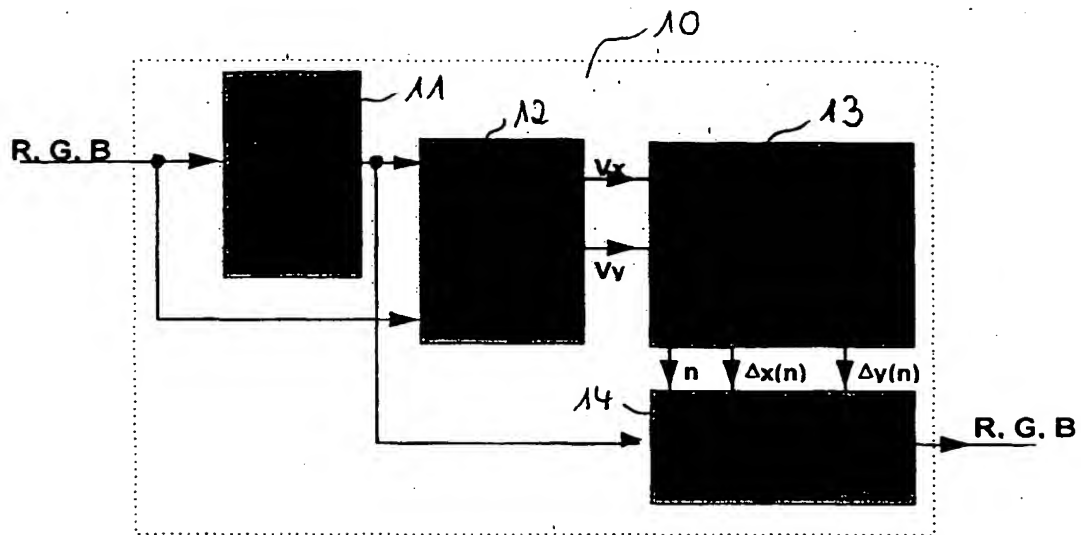 10
11
12
13
R. G. B
Vx
Vy
n Δx(n) Δy(n)
14
R. G. B